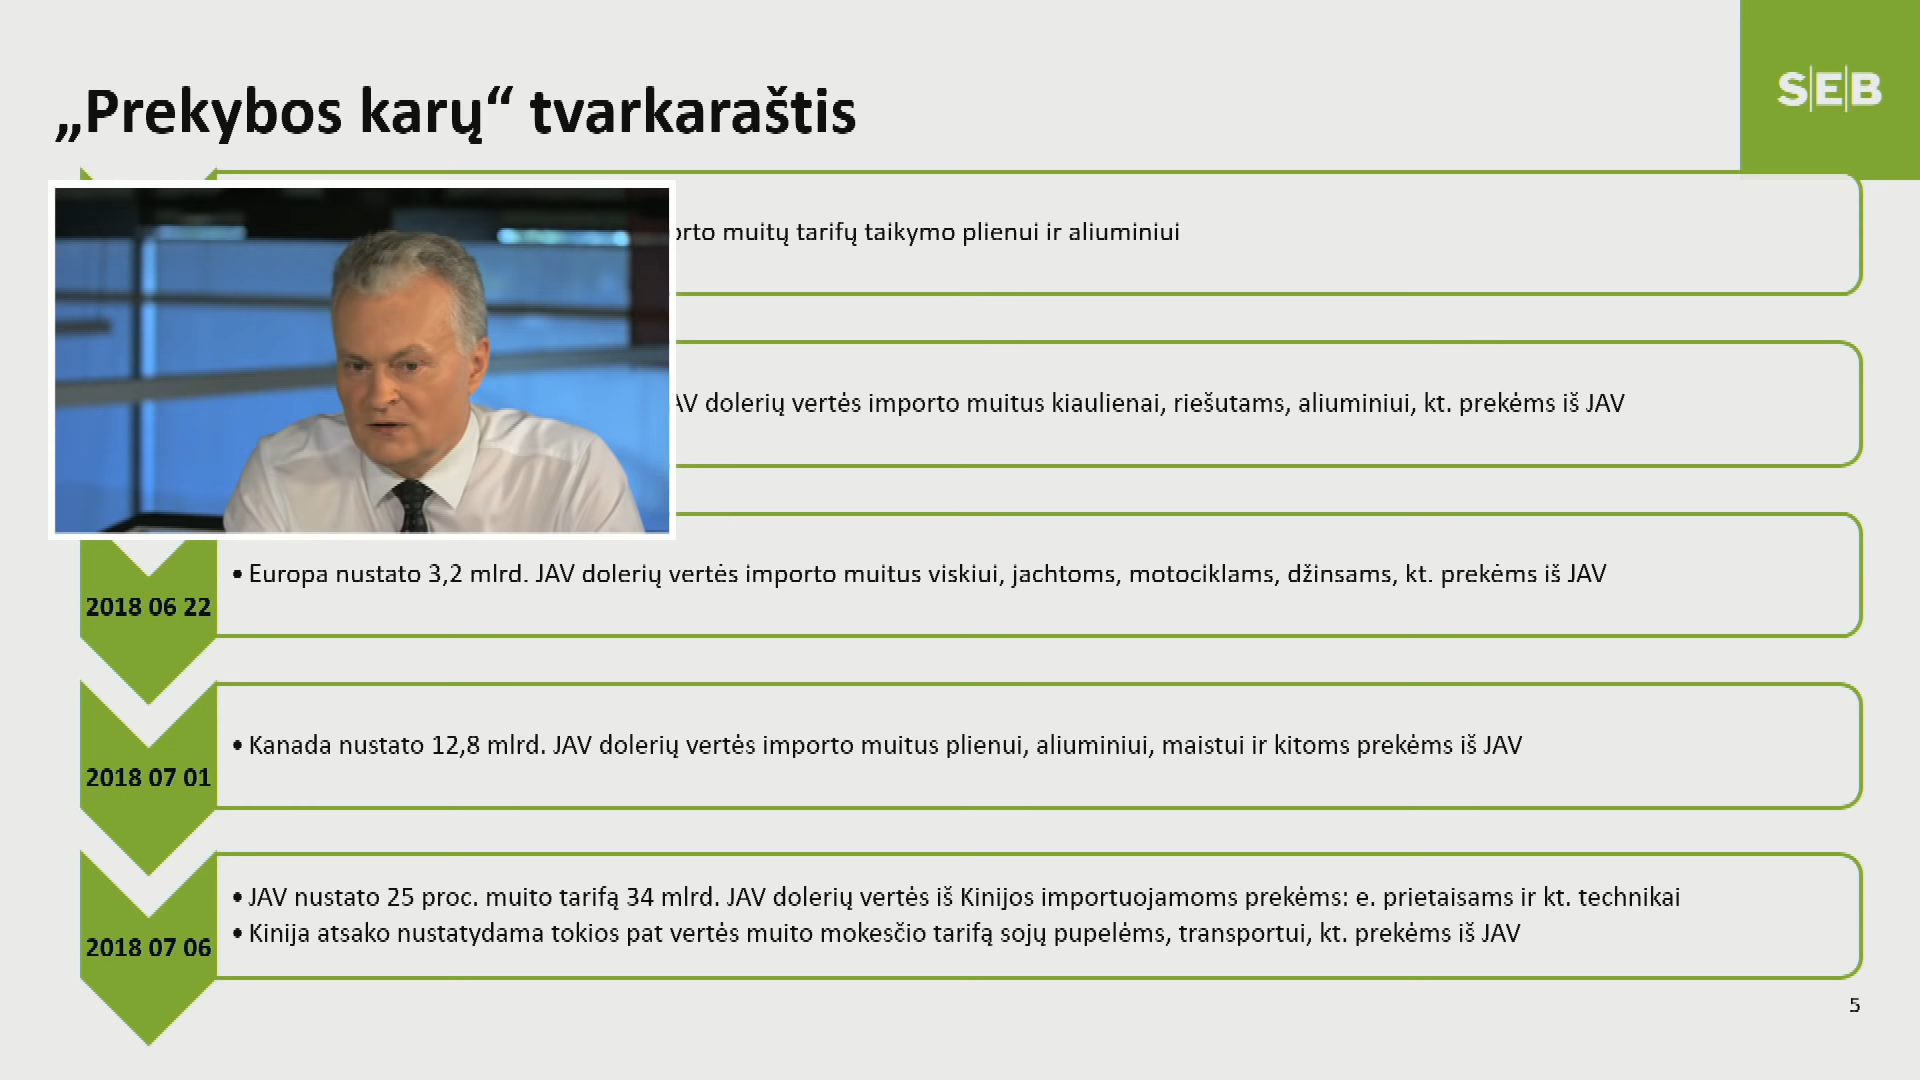 „Prekybos karų“ tvarkaraštis
SEB
muitų tarifų taikymo plienui ir aliuminiui
dolerių vertės importo muitus kiaulienai, riešutams, aliuminiui, kt. prekėms iš JAV
2018 06 22
• Europa nustato 3,2 mlrd. JAV dolerių vertės importo muitus viskiui, jachtoms, motociklams, džinsams, kt. prekėms iš JAV
2018 07 01
• Kanada nustato 12,8 mlrd. JAV dolerių vertės importo muitus plienui, aliuminiui, maistui ir kitoms prekėms iš JAV
2018 07 06
• JAV nustato 25 proc. muito tarifą 34 mlrd. JAV dolerių vertės iš Kinijos importuojamoms prekėms: e. prietaisams ir kt. technikai
• Kinija atsako nustatydama tokios pat vertės muito mokesčio tarifą sojų pupelėms, transportui, kt. prekėms iš JAV
5